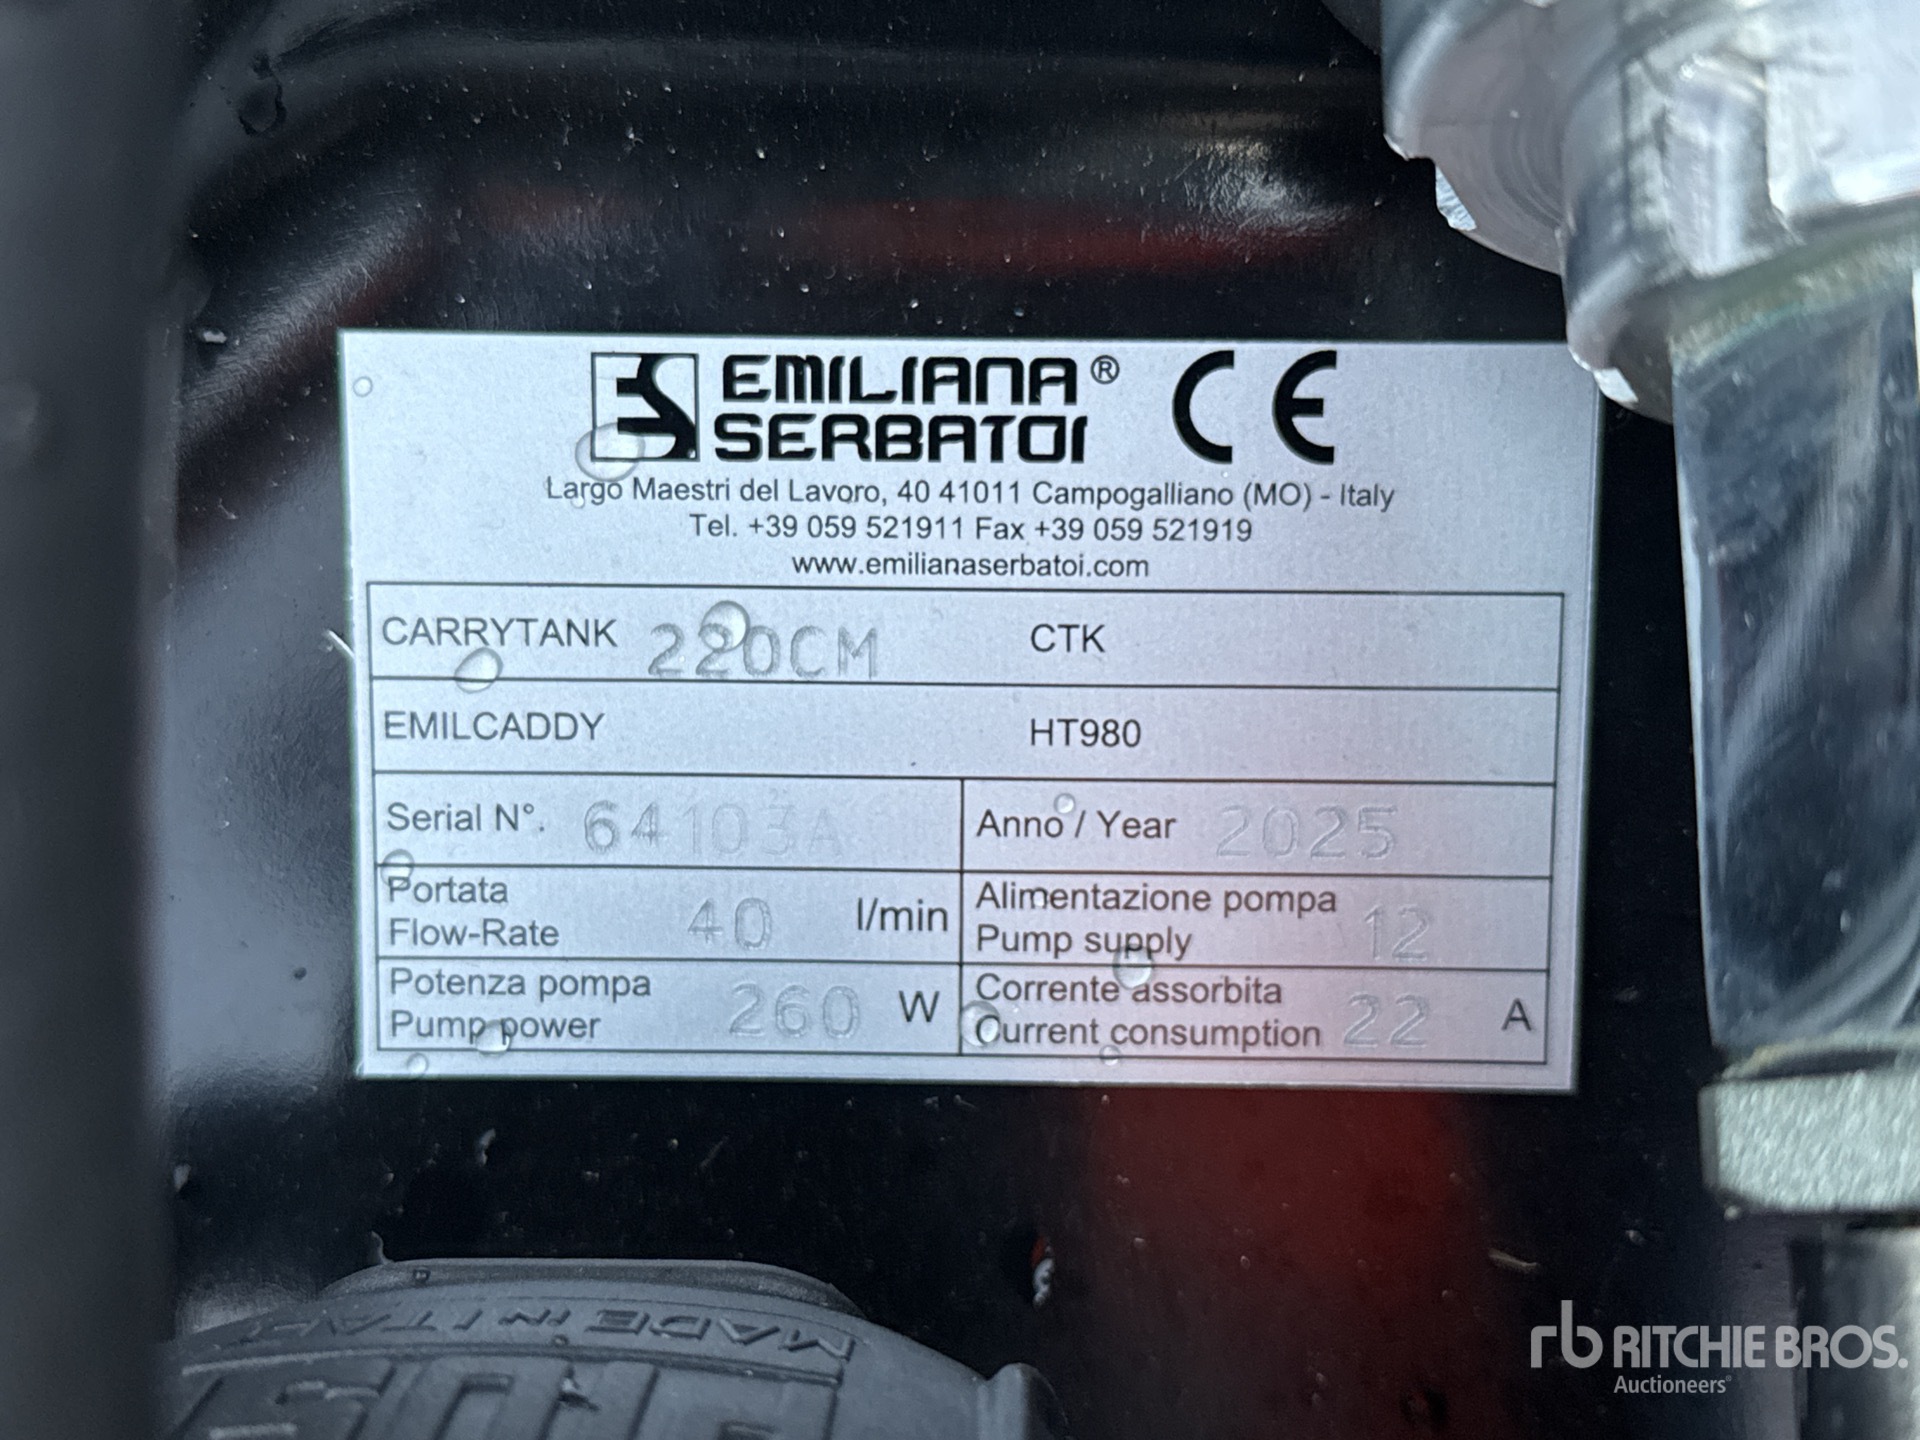 EMILIANA® CE
SERBATOI
Largo Maestri del Lavoro, 40 41011 Campogalliano (MO) - Italy
Tel. +39 059 521911 Fax +39 059 521919
www.emilianaserbatoi.com
CARRYTANK 220CM CTK
EMILCADDY HT980
Serial N°. 64103A Anno / Year 2025
Portata
Flow-Rate 40 l/min
Alimentazione pompa
Pump supply 12
Potenza pompa
Pump power 260 W
Corrente assorbita
Current consumption 22 A
MADE IN ITALY
rb RITCHIE BROS.
Auctioneers